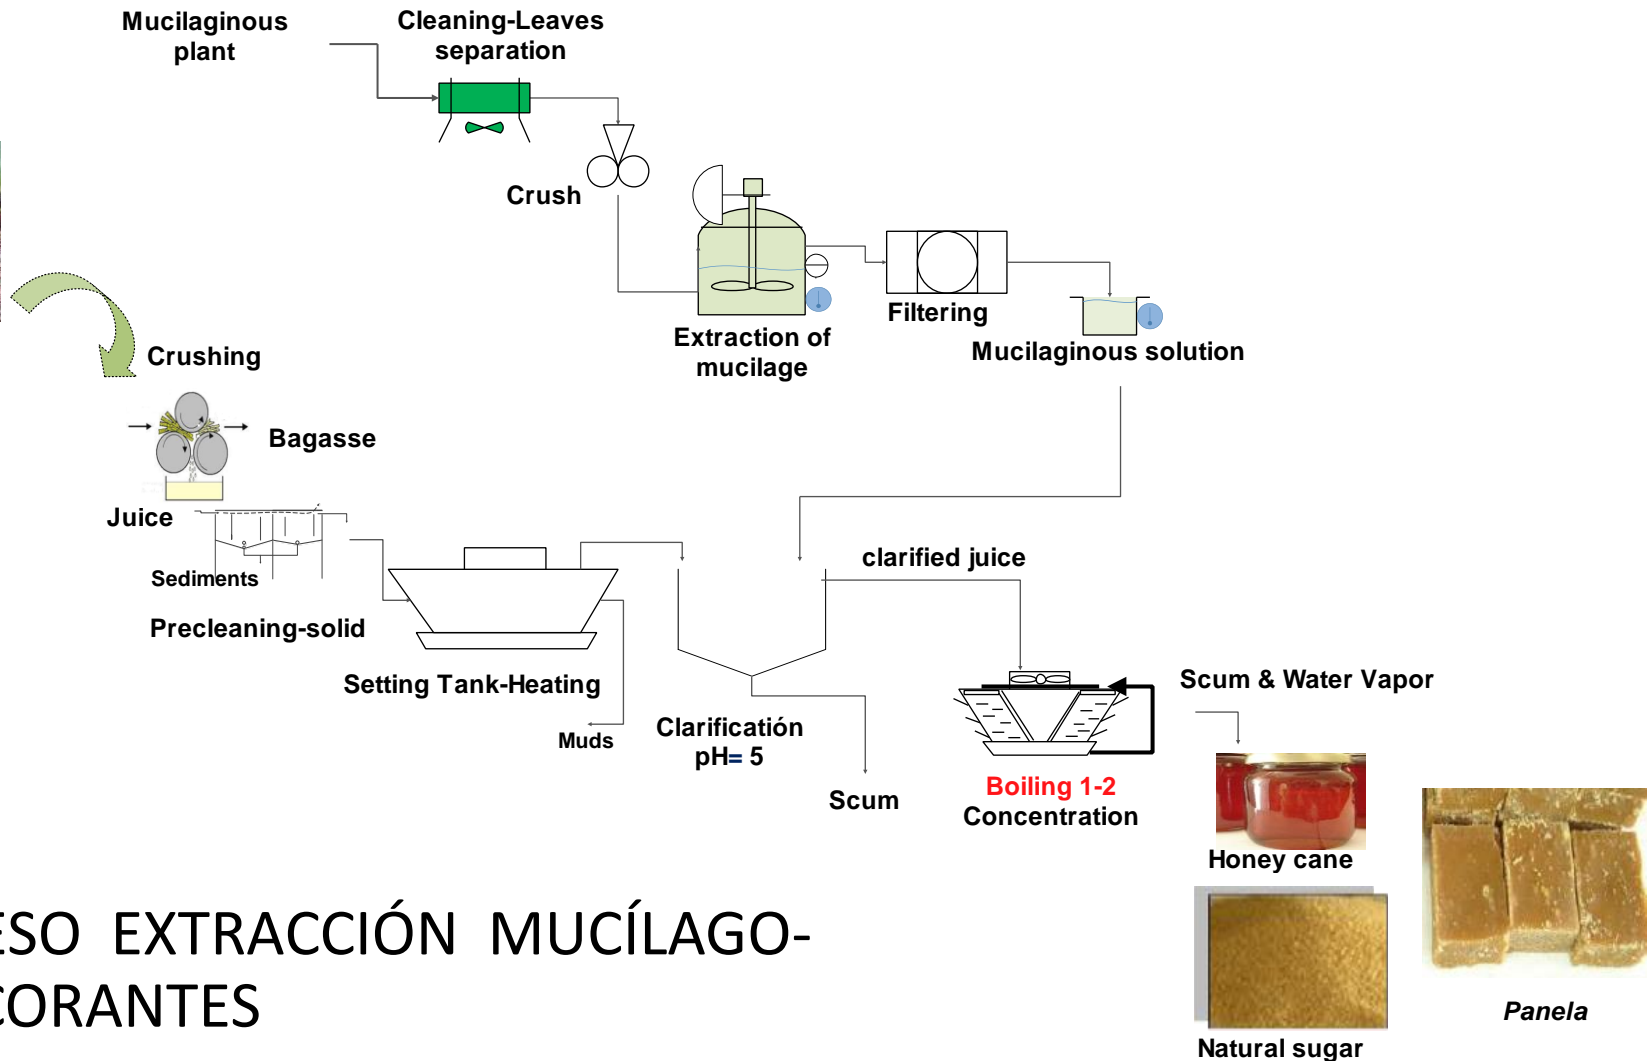 Mucilaginous
plant
Cleaning-Leaves
separation
Crush
Extraction of
mucilage
Filtering
Mucilaginous solution
Crushing
Bagasse
Juice
Sediments
Precleaning-solid
Setting Tank-Heating
Muds
Clarificatión
pH= 5
Scum
clarified juice
Boiling 1-2
Concentration
Scum & Water Vapor
Honey cane
Natural sugar
Panela
ESO EXTRACCIÓN MUCÍLAGO-
CORANTES